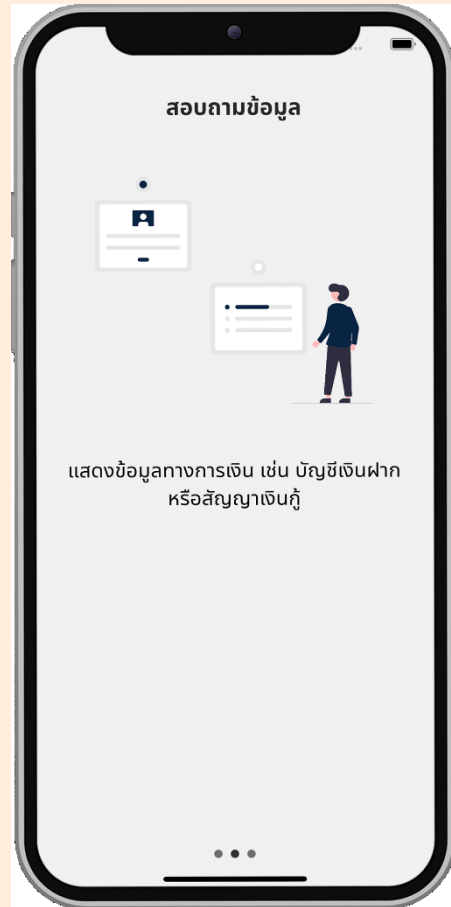 สอบถามข้อมูล
แสดงข้อมูลทางการเงิน เช่น บัญชีเงินฝาก
หรือสัญญาเงินกู้